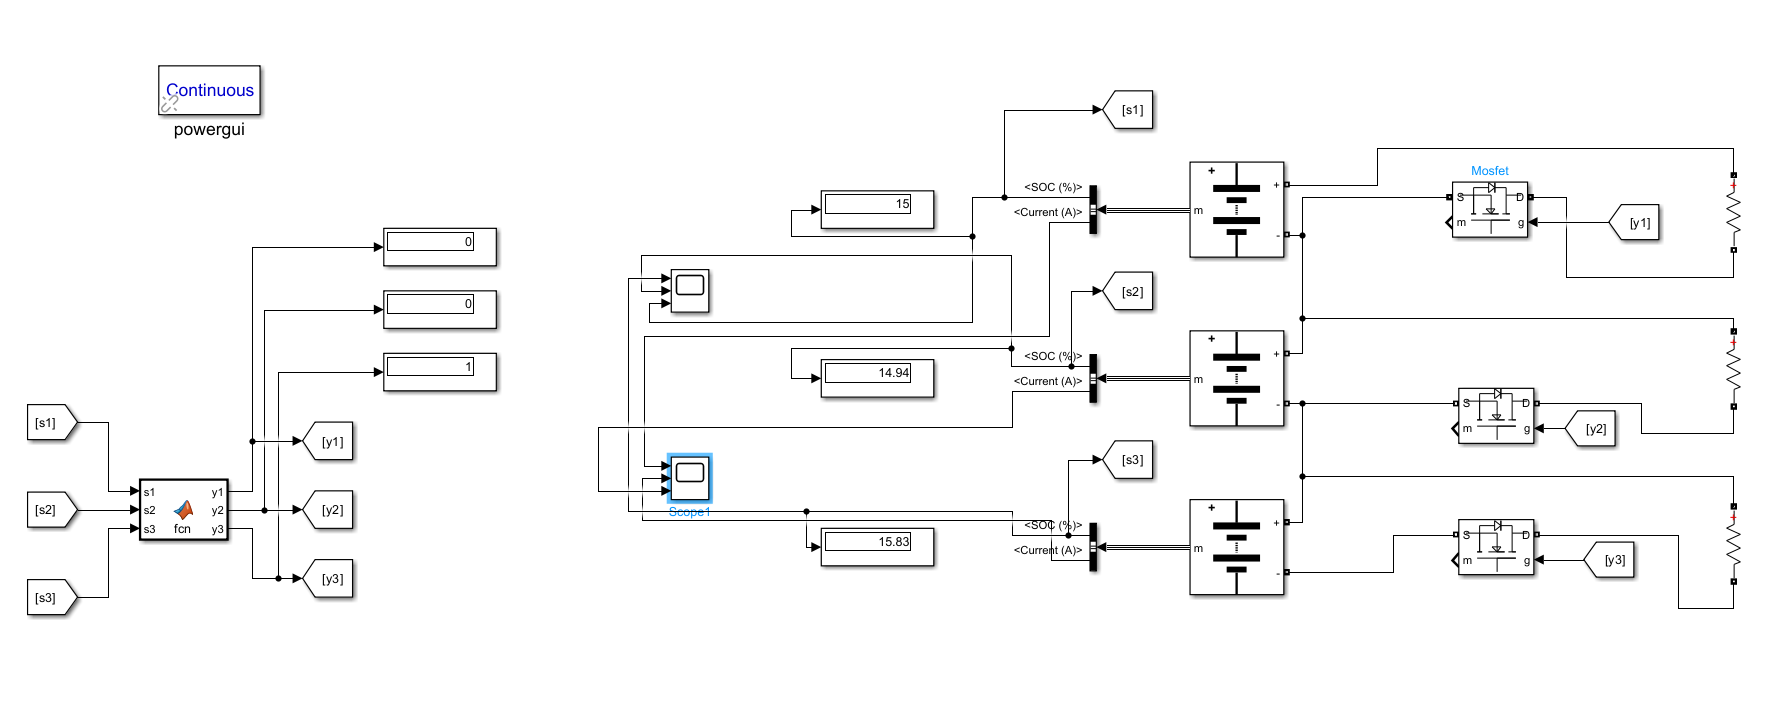 Continuous
powergui
0
0
1
[s1]
[s2]
[s3]
s1
s2
s3
fcn
y1
y2
y3
[y1]
[y2]
[y3]
[s1]
<SOC (%)>
<Current (A)>
15
m
+
+
-
Mosfet
S
D
m
g
[y1]
+
[s2]
<SOC (%)>
<Current (A)>
14.94
m
+
+
-
S
D
m
g
[y2]
+
Scope1
[s3]
<SOC (%)>
<Current (A)>
15.83
m
+
+
-
S
D
m
g
[y3]
+